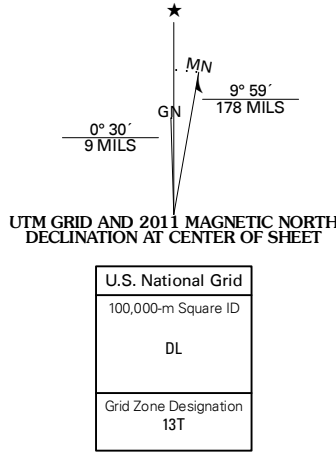 ★
MN
GN
9° 59´
178 MILS
0° 30´
9 MILS
UTM GRID AND 2011 MAGNETIC NORTH
DECLINATION AT CENTER OF SHEET
U.S. National Grid
100,000-m Square ID
DL
Grid Zone Designation
13T